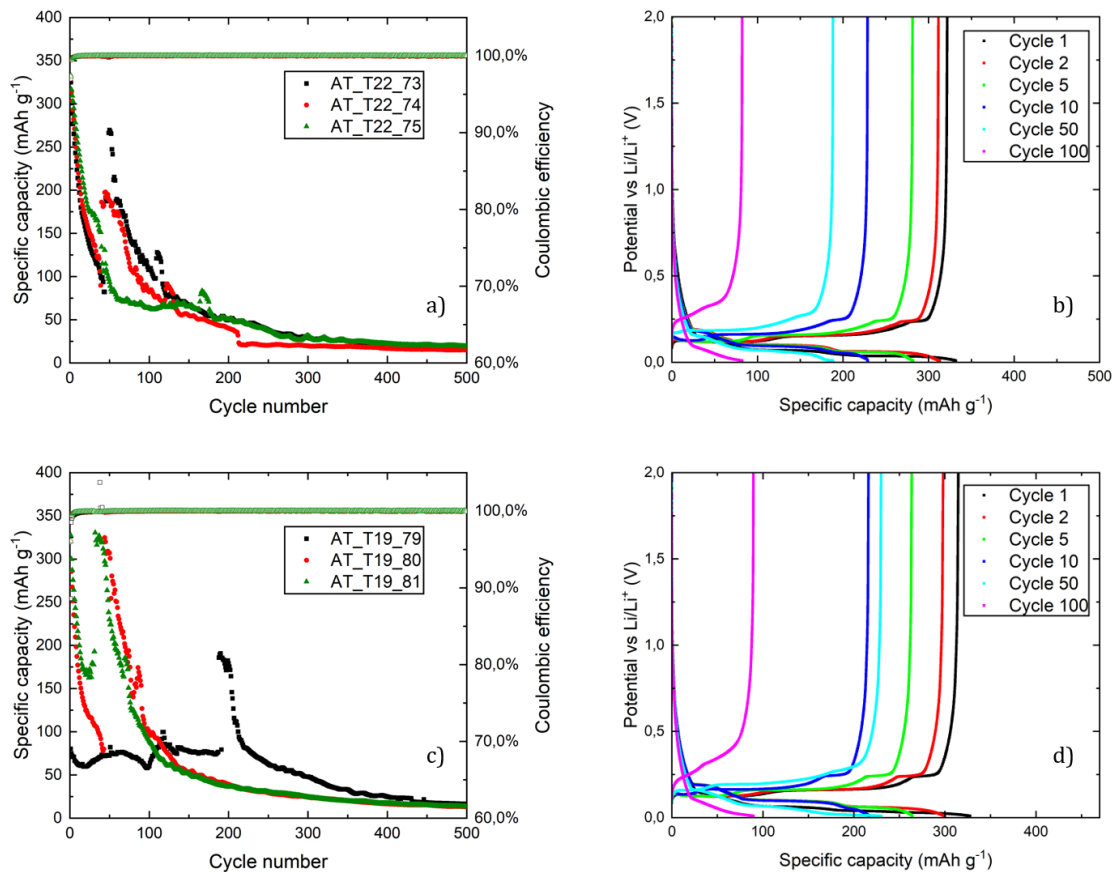 400
350
300
250
200
150
100
50
0
Specific capacity (mAh g⁻¹)
AT_T22_73
AT_T22_74
AT_T22_75
a)
100,0%
90,0%
80,0%
70,0%
60,0%
Coulombic efficiency
0 100 200 300 400 500
Cycle number
2,0
1,5
1,0
0,5
0,0
Potential vs Li/Li⁺ (V)
Cycle 1
Cycle 2
Cycle 5
Cycle 10
Cycle 50
Cycle 100
b)
0 100 200 300 400 500
Specific capacity (mAh g⁻¹)
400
350
300
250
200
150
100
50
0
Specific capacity (mAh g⁻¹)
AT_T19_79
AT_T19_80
AT_T19_81
c)
100,0%
90,0%
80,0%
70,0%
60,0%
Coulombic efficiency
0 100 200 300 400 500
Cycle number
2,0
1,5
1,0
0,5
0,0
Potential vs Li/Li⁺ (V)
Cycle 1
Cycle 2
Cycle 5
Cycle 10
Cycle 50
Cycle 100
d)
0 100 200 300 400
Specific capacity (mAh g⁻¹)